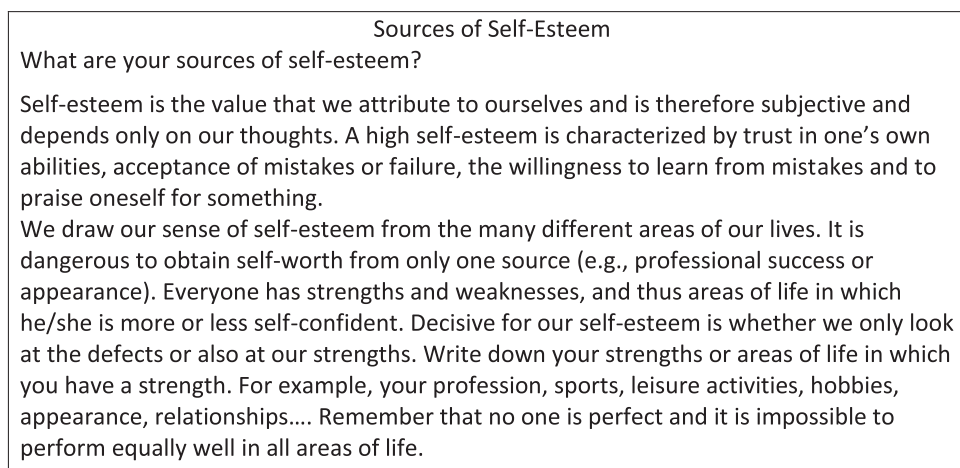 Sources of Self-Esteem
What are your sources of self-esteem?
Self-esteem is the value that we attribute to ourselves and is therefore subjective and
depends only on our thoughts. A high self-esteem is characterized by trust in one’s own
abilities, acceptance of mistakes or failure, the willingness to learn from mistakes and to
praise oneself for something.
We draw our sense of self-esteem from the many different areas of our lives. It is
dangerous to obtain self-worth from only one source (e.g., professional success or
appearance). Everyone has strengths and weaknesses, and thus areas of life in which
he/she is more or less self-confident. Decisive for our self-esteem is whether we only look
at the defects or also at our strengths. Write down your strengths or areas of life in which
you have a strength. For example, your profession, sports, leisure activities, hobbies,
appearance, relationships…. Remember that no one is perfect and it is impossible to
perform equally well in all areas of life.